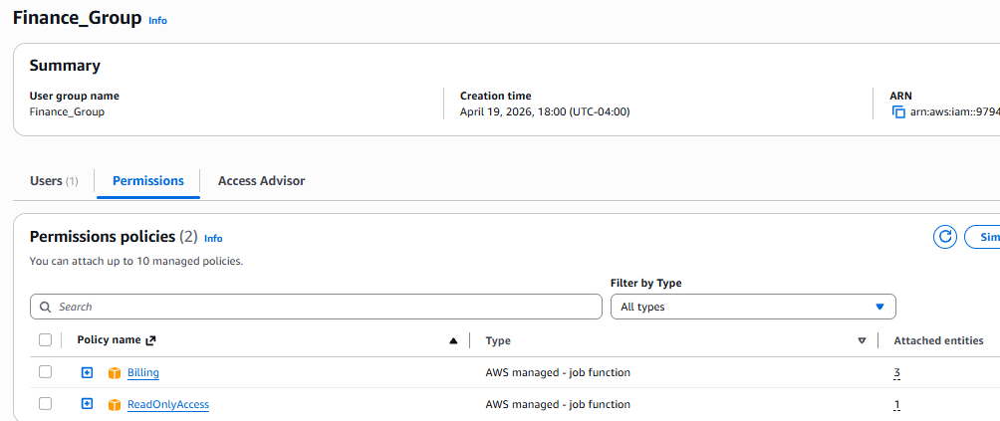 Finance_Group Info
Summary
User group name
Finance_Group
Creation time
April 19, 2026, 18:00 (UTC-04:00)
ARN
arn:aws:iam::9794
Users (1)
Permissions
Access Advisor
Permissions policies (2) Info
Sim
You can attach up to 10 managed policies.
Filter by Type
Search
All types
Policy name
Type
Attached entities
Billing
AWS managed - job function
3
ReadOnlyAccess
AWS managed - job function
1